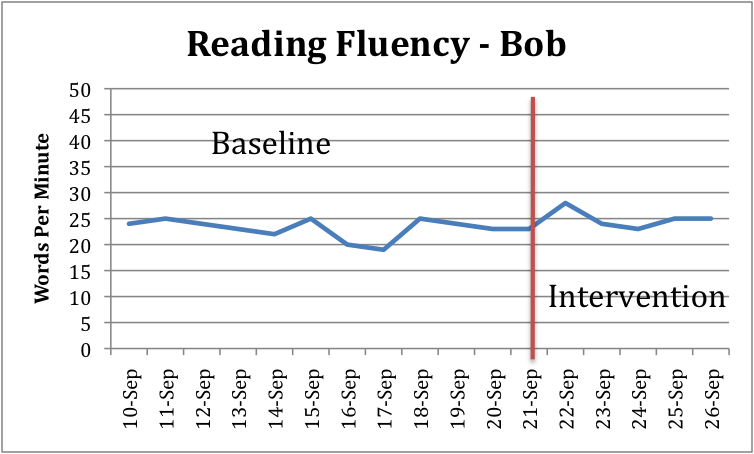 Reading Fluency - Bob
Words Per Minute
50
45
40
35
30
25
20
15
10
5
0
Baseline
Intervention
10-Sep
11-Sep
12-Sep
13-Sep
14-Sep
15-Sep
16-Sep
17-Sep
18-Sep
19-Sep
20-Sep
21-Sep
22-Sep
23-Sep
24-Sep
25-Sep
26-Sep